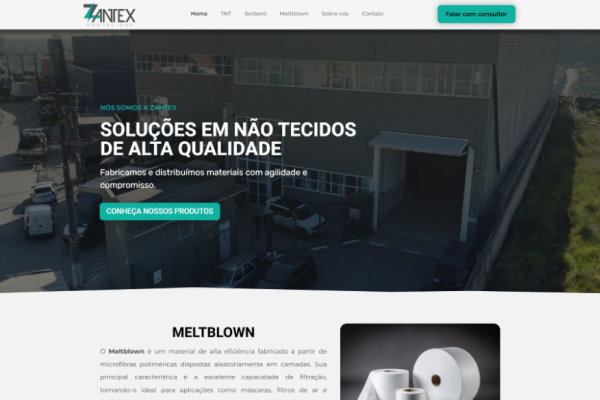 ZANTEX
Home TNT Sorbent Meltblown Sobre nós Contato
Falar com consultor
NÓS SOMOS A ZANTEX
SOLUÇÕES EM NÃO TECIDOS
DE ALTA QUALIDADE
Fabricamos e distribuímos materiais com agilidade e
compromisso.
CONHEÇA NOSSOS PRODUTOS
MELTBLOWN
O Meltblown é um material de alta eficiência fabricado a partir de
microfibras poliméricas dispostas aleatoriamente em camadas. Sua
principal característica é a excelente capacidade de filtração,
tornando-o ideal para aplicações como máscaras, filtros de ar e